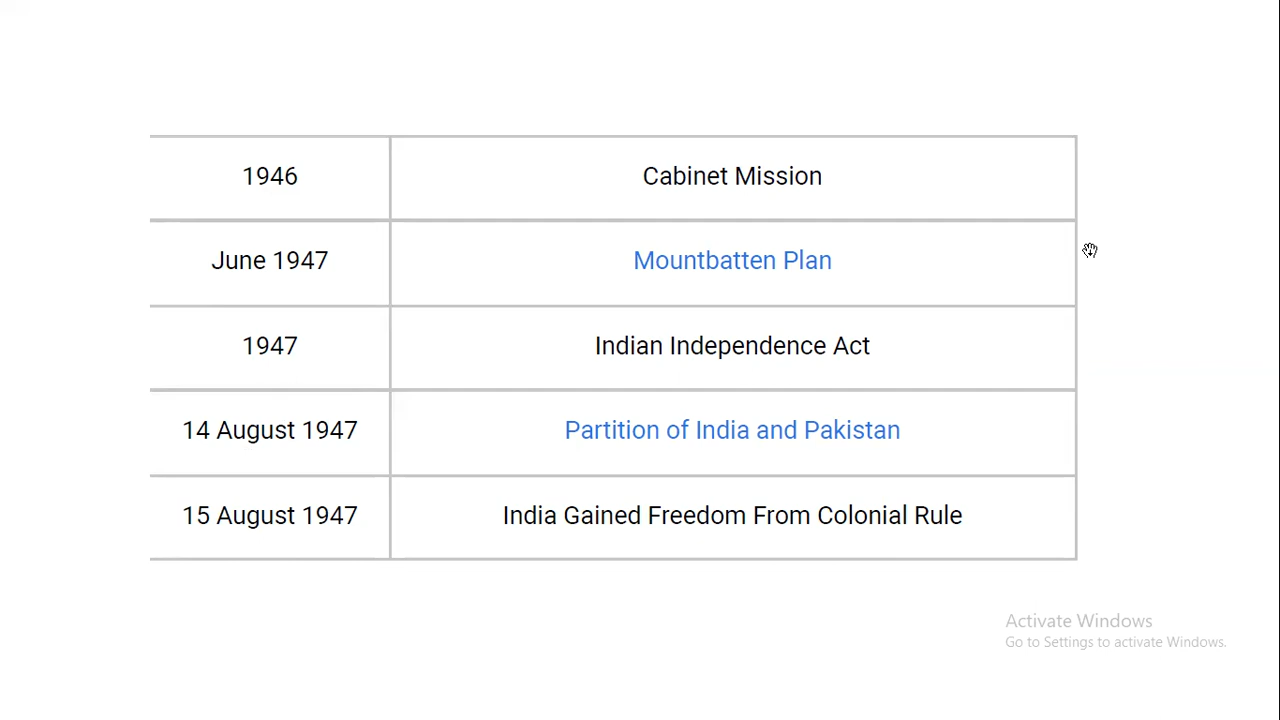 1946 Cabinet Mission
June 1947 Mountbatten Plan
1947 Indian Independence Act
14 August 1947 Partition of India and Pakistan
15 August 1947 India Gained Freedom From Colonial Rule
Activate Windows
Go to Settings to activate Windows.